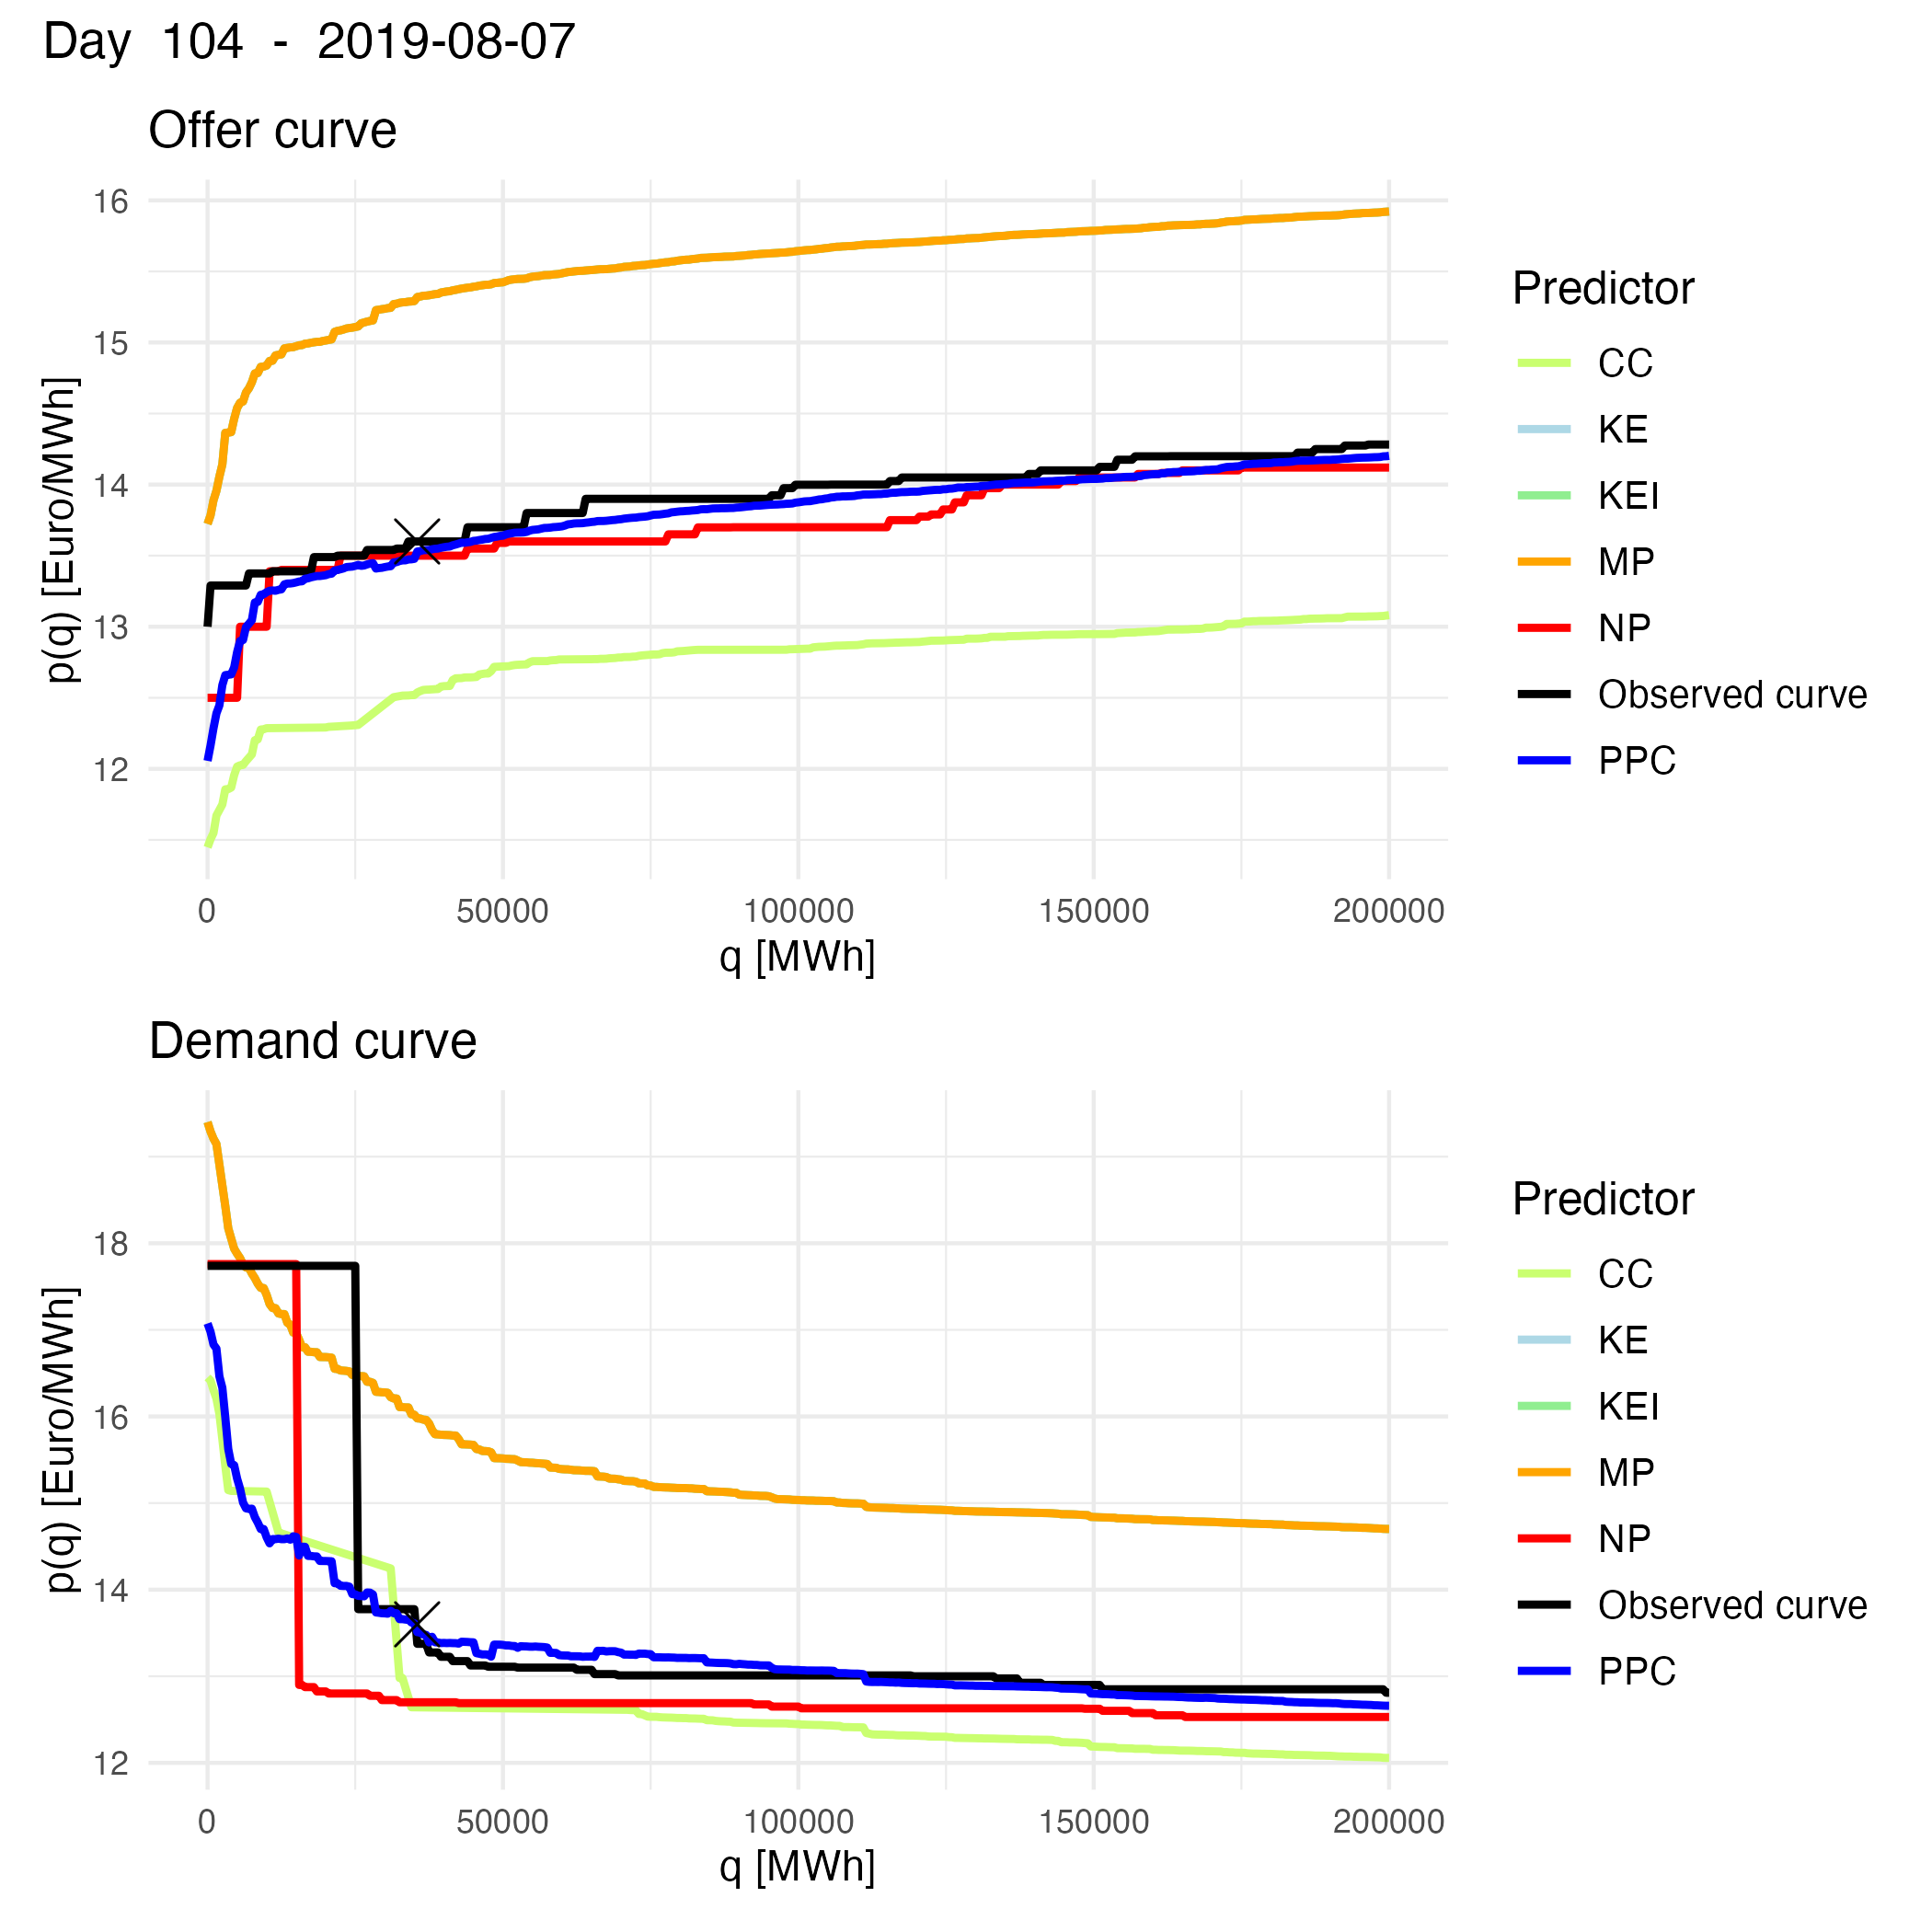 Day 104 - 2019-08-07
Offer curve
16
15
14
13
12
p(q) [Euro/MWh]
0 50000 100000 150000 200000
q [MWh]
Predictor
CC
KE
KEI
MP
NP
Observed curve
PPC
Demand curve
18
16
14
12
p(q) [Euro/MWh]
0 50000 100000 150000 200000
q [MWh]
Predictor
CC
KE
KEI
MP
NP
Observed curve
PPC